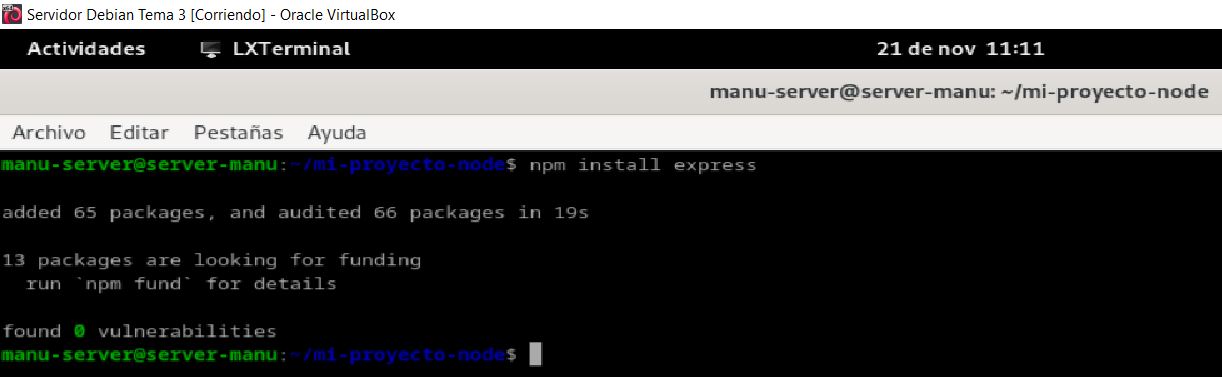 Servidor Debian Tema 3 [Corriendo] - Oracle VirtualBox
Actividades LXTerminal 21 de nov 11:11
manu-server@server-manu: ~/mi-proyecto-node
Archivo Editar Pestañas Ayuda
manu-server@server-manu:~/mi-proyecto-node$ npm install express
added 65 packages, and audited 66 packages in 19s
13 packages are looking for funding
run `npm fund` for details
found 0 vulnerabilities
manu-server@server-manu:~/mi-proyecto-node$